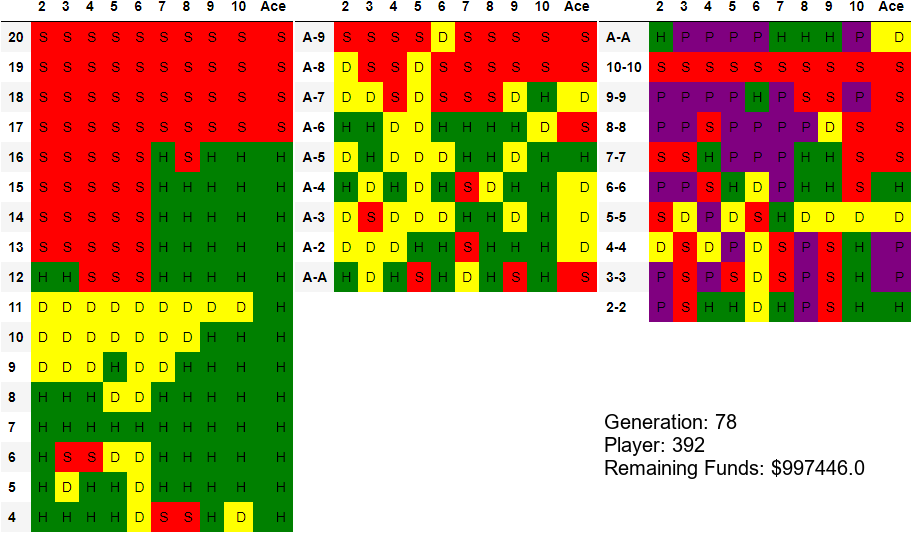 2 3 4 5 6 7 8 9 10 Ace
20 S S S S S S S S S S
19 S S S S S S S S S S
18 S S S S S S S S S S
17 S S S S S S S S S S
16 S S S S S H S H H H
15 S S S S S H H H H H
14 S S S S S H H H H H
13 S S S S S H H H H H
12 H H S S S H H H H H
11 D D D D D D D D D H
10 D D D D D D D H H H
9 D D D H D D H H H H
8 H H H D D H H H H H
7 H H H H H H H H H H
6 H S S D D H H H H H
5 H D H H D H H H H H
4 H H H H D S S H D H
2 3 4 5 6 7 8 9 10 Ace
A-9 S S S S D S S S S S
A-8 D S S D S S S S S S
A-7 D D S D S S S D H D
A-6 H H D D H H H H D S
A-5 D H D D D H H D H H
A-4 H D H D H S D H H D
A-3 D S D D D H H D H D
A-2 D D D H H S H H H D
A-A H D H S H D H S H S
2 3 4 5 6 7 8 9 10 Ace
A-A H P P P P H H H P D
10-10 S S S S S S S S S S
9-9 P P P P H P S S P S
8-8 P P S P P P P D S S
7-7 S S H P P P H H S S
6-6 P P S H D P H H S H
5-5 S D P D S H D D D D
4-4 D S D P D S P S H P
3-3 P S P S D S P S H P
2-2 P S H H D H P S H H
Generation: 78
Player: 392
Remaining Funds: $997446.0